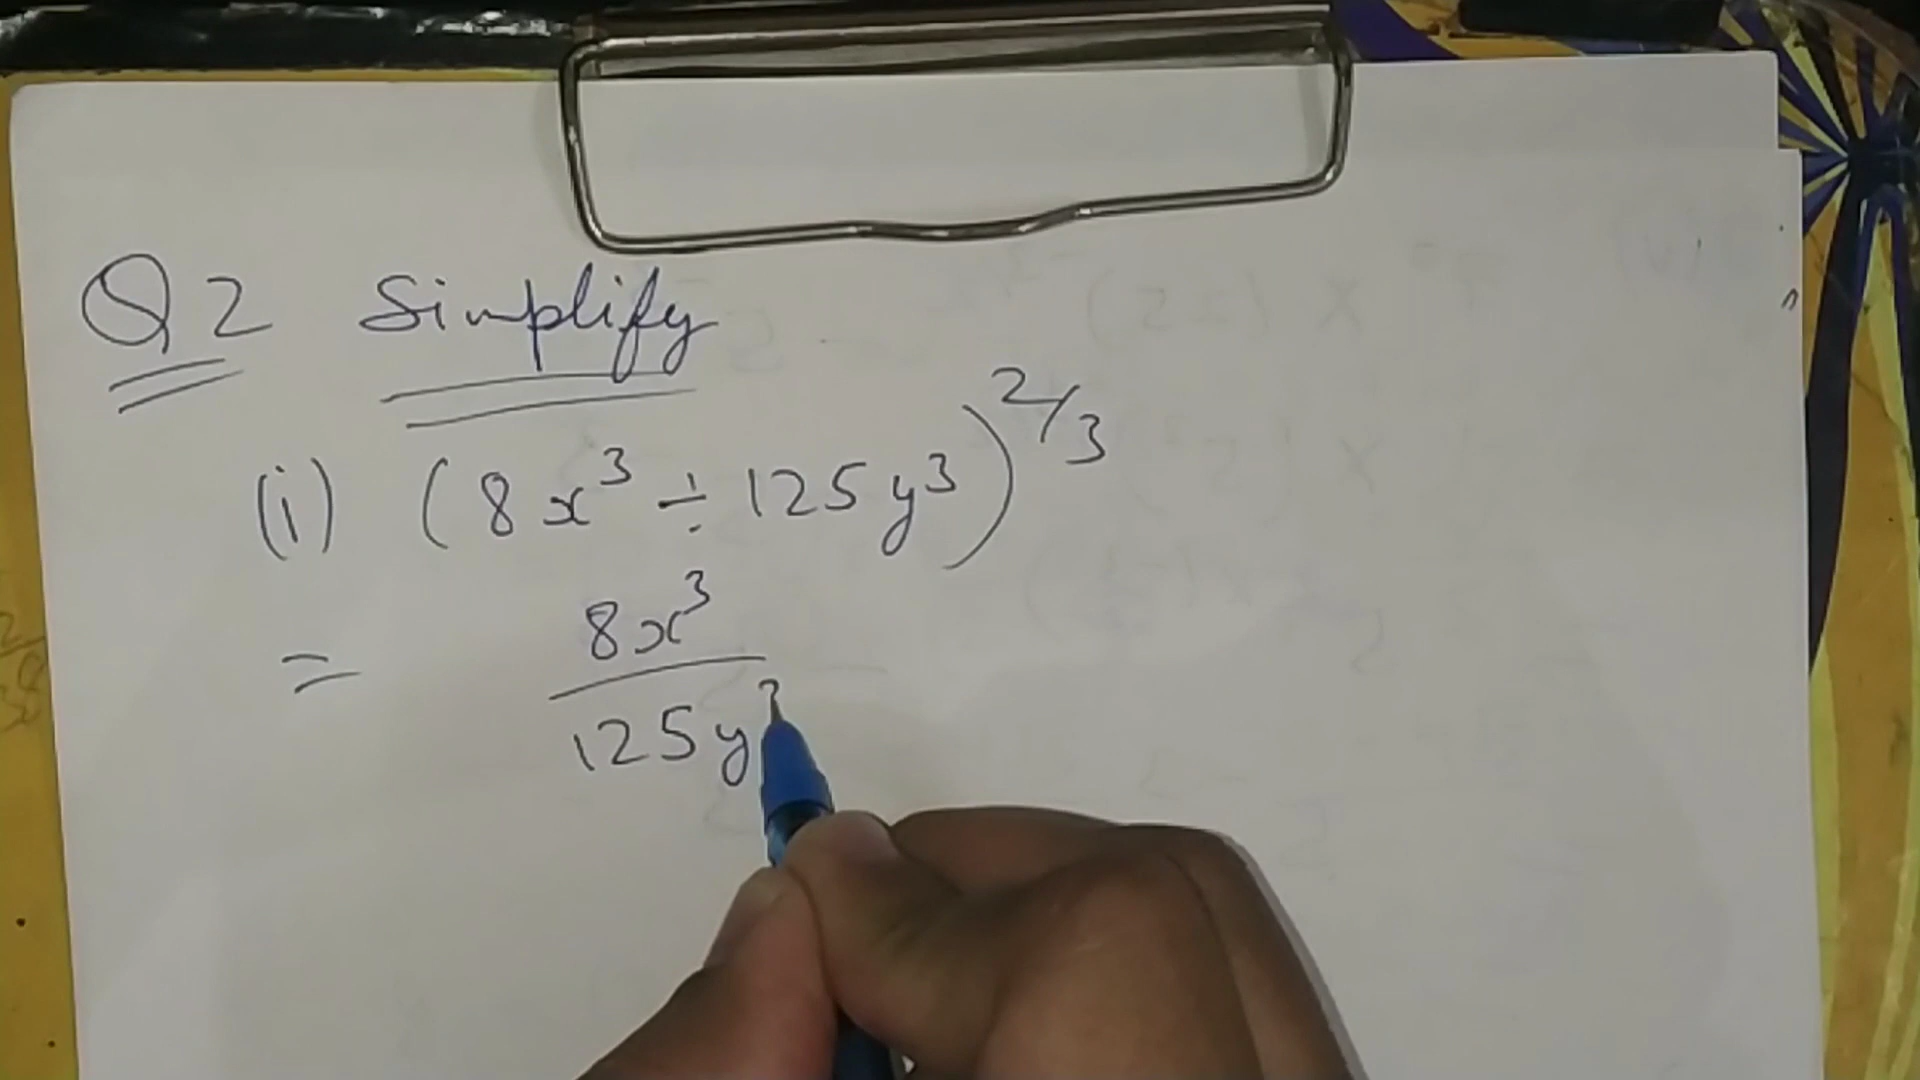 Q2 Simplify
(i) (8x³ ÷ 125y³)^2/3
= 8x³
125y³